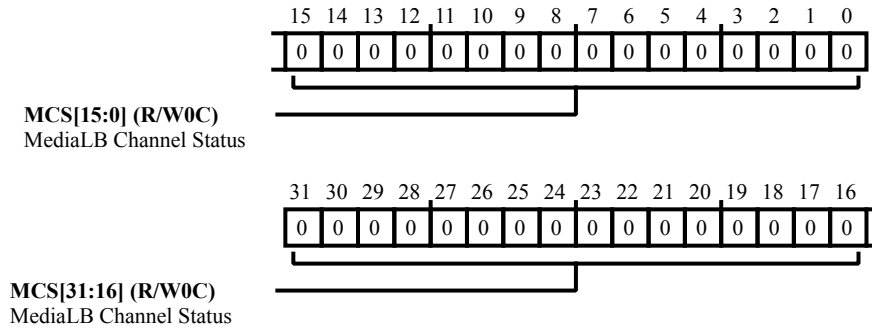 15 14 13 12 11 10 9 8 7 6 5 4 3 2 1 0
0 0 0 0 0 0 0 0 0 0 0 0 0 0 0 0
MCS[15:0] (R/W0C)
MediaLB Channel Status
31 30 29 28 27 26 25 24 23 22 21 20 19 18 17 16
0 0 0 0 0 0 0 0 0 0 0 0 0 0 0 0
MCS[31:16] (R/W0C)
MediaLB Channel Status